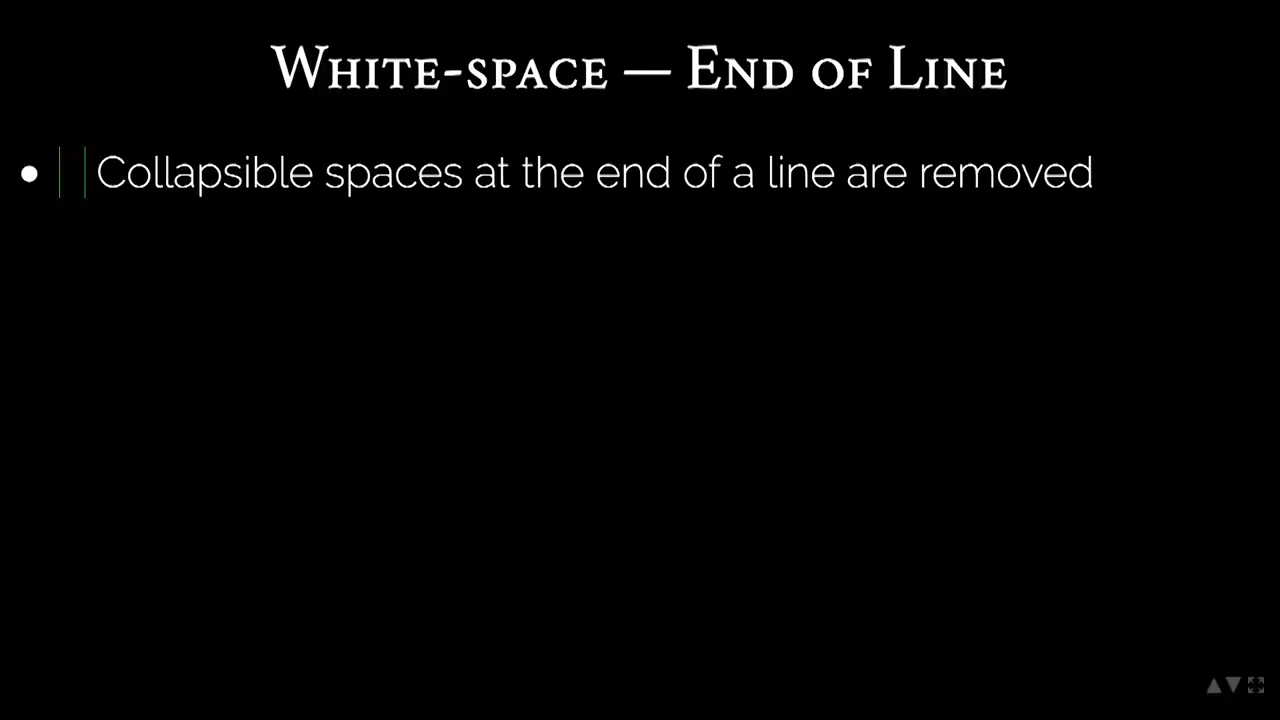 White-space — End of Line
• Collapsible spaces at the end of a line are removed